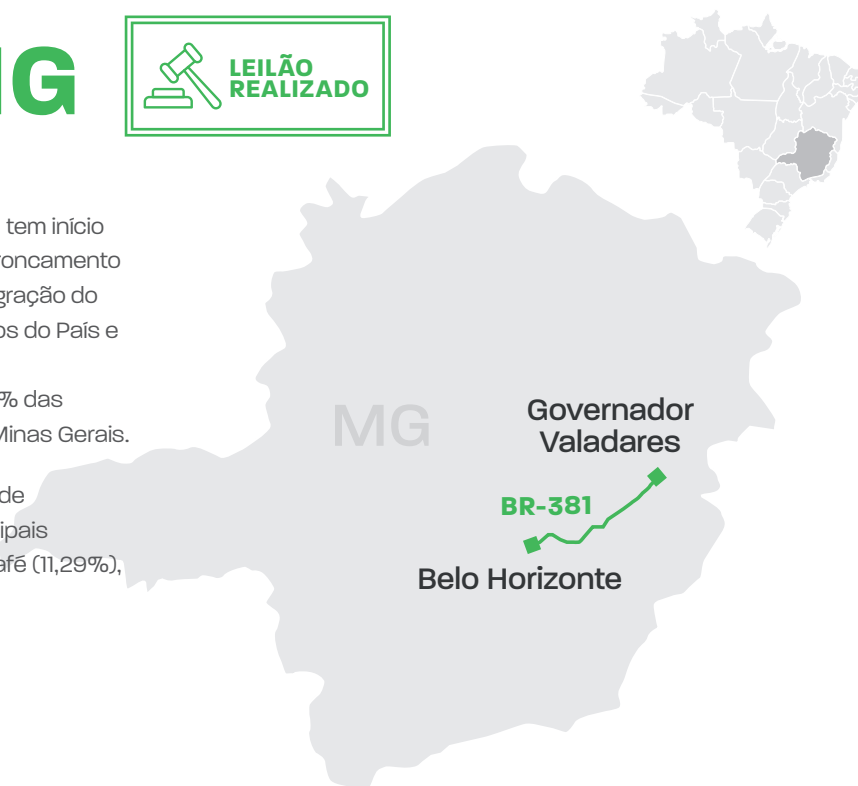 MG
LEILÃO
REALIZADO
tem início
roncamento
gração do
os do País e
% das
Minas Gerais.
de
ipais
afé (11,29%),
MG
Governador
Valadares
BR-381
Belo Horizonte